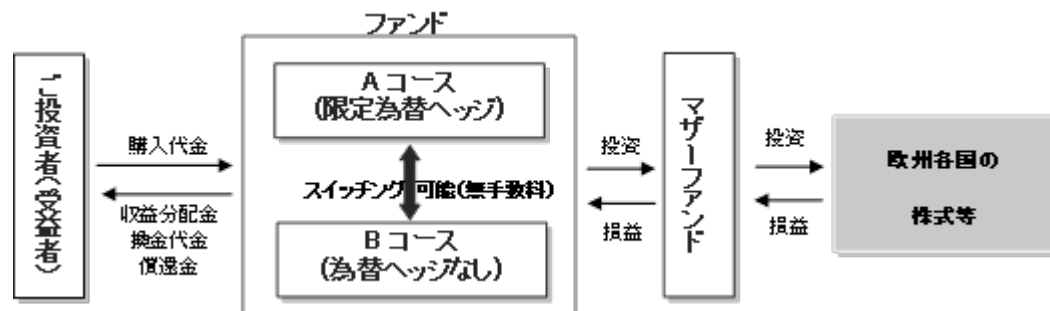 ファンド
ご投資者(受益者)
購入代金
収益分配金
換金代金
償還金
Aコース
(限定為替ヘッジ)
スイッチング可能(無手数料)
Bコース
(為替ヘッジなし)
投資
損益
マザーファンド
投資
損益
欧州各国の
株式等